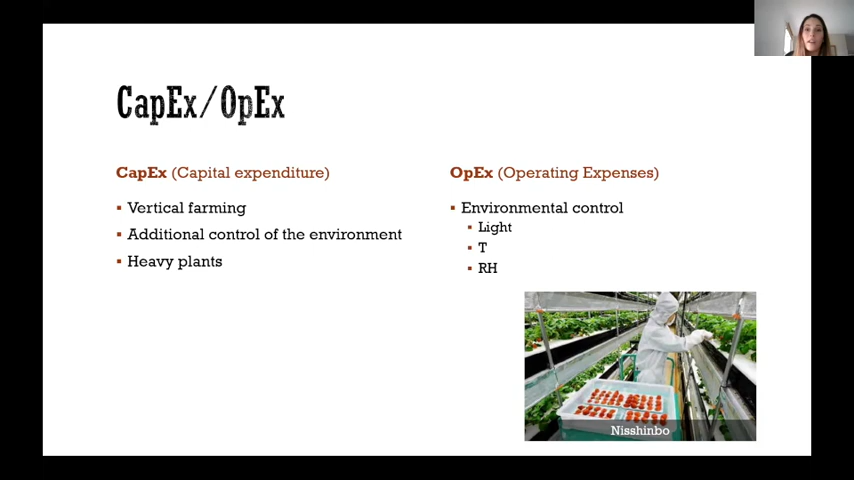 CapEx/OpEx
CapEx (Capital expenditure)
▪ Vertical farming
▪ Additional control of the environment
▪ Heavy plants
OpEx (Operating Expenses)
▪ Environmental control
▪ Light
▪ T
▪ RH
Nisshinbo